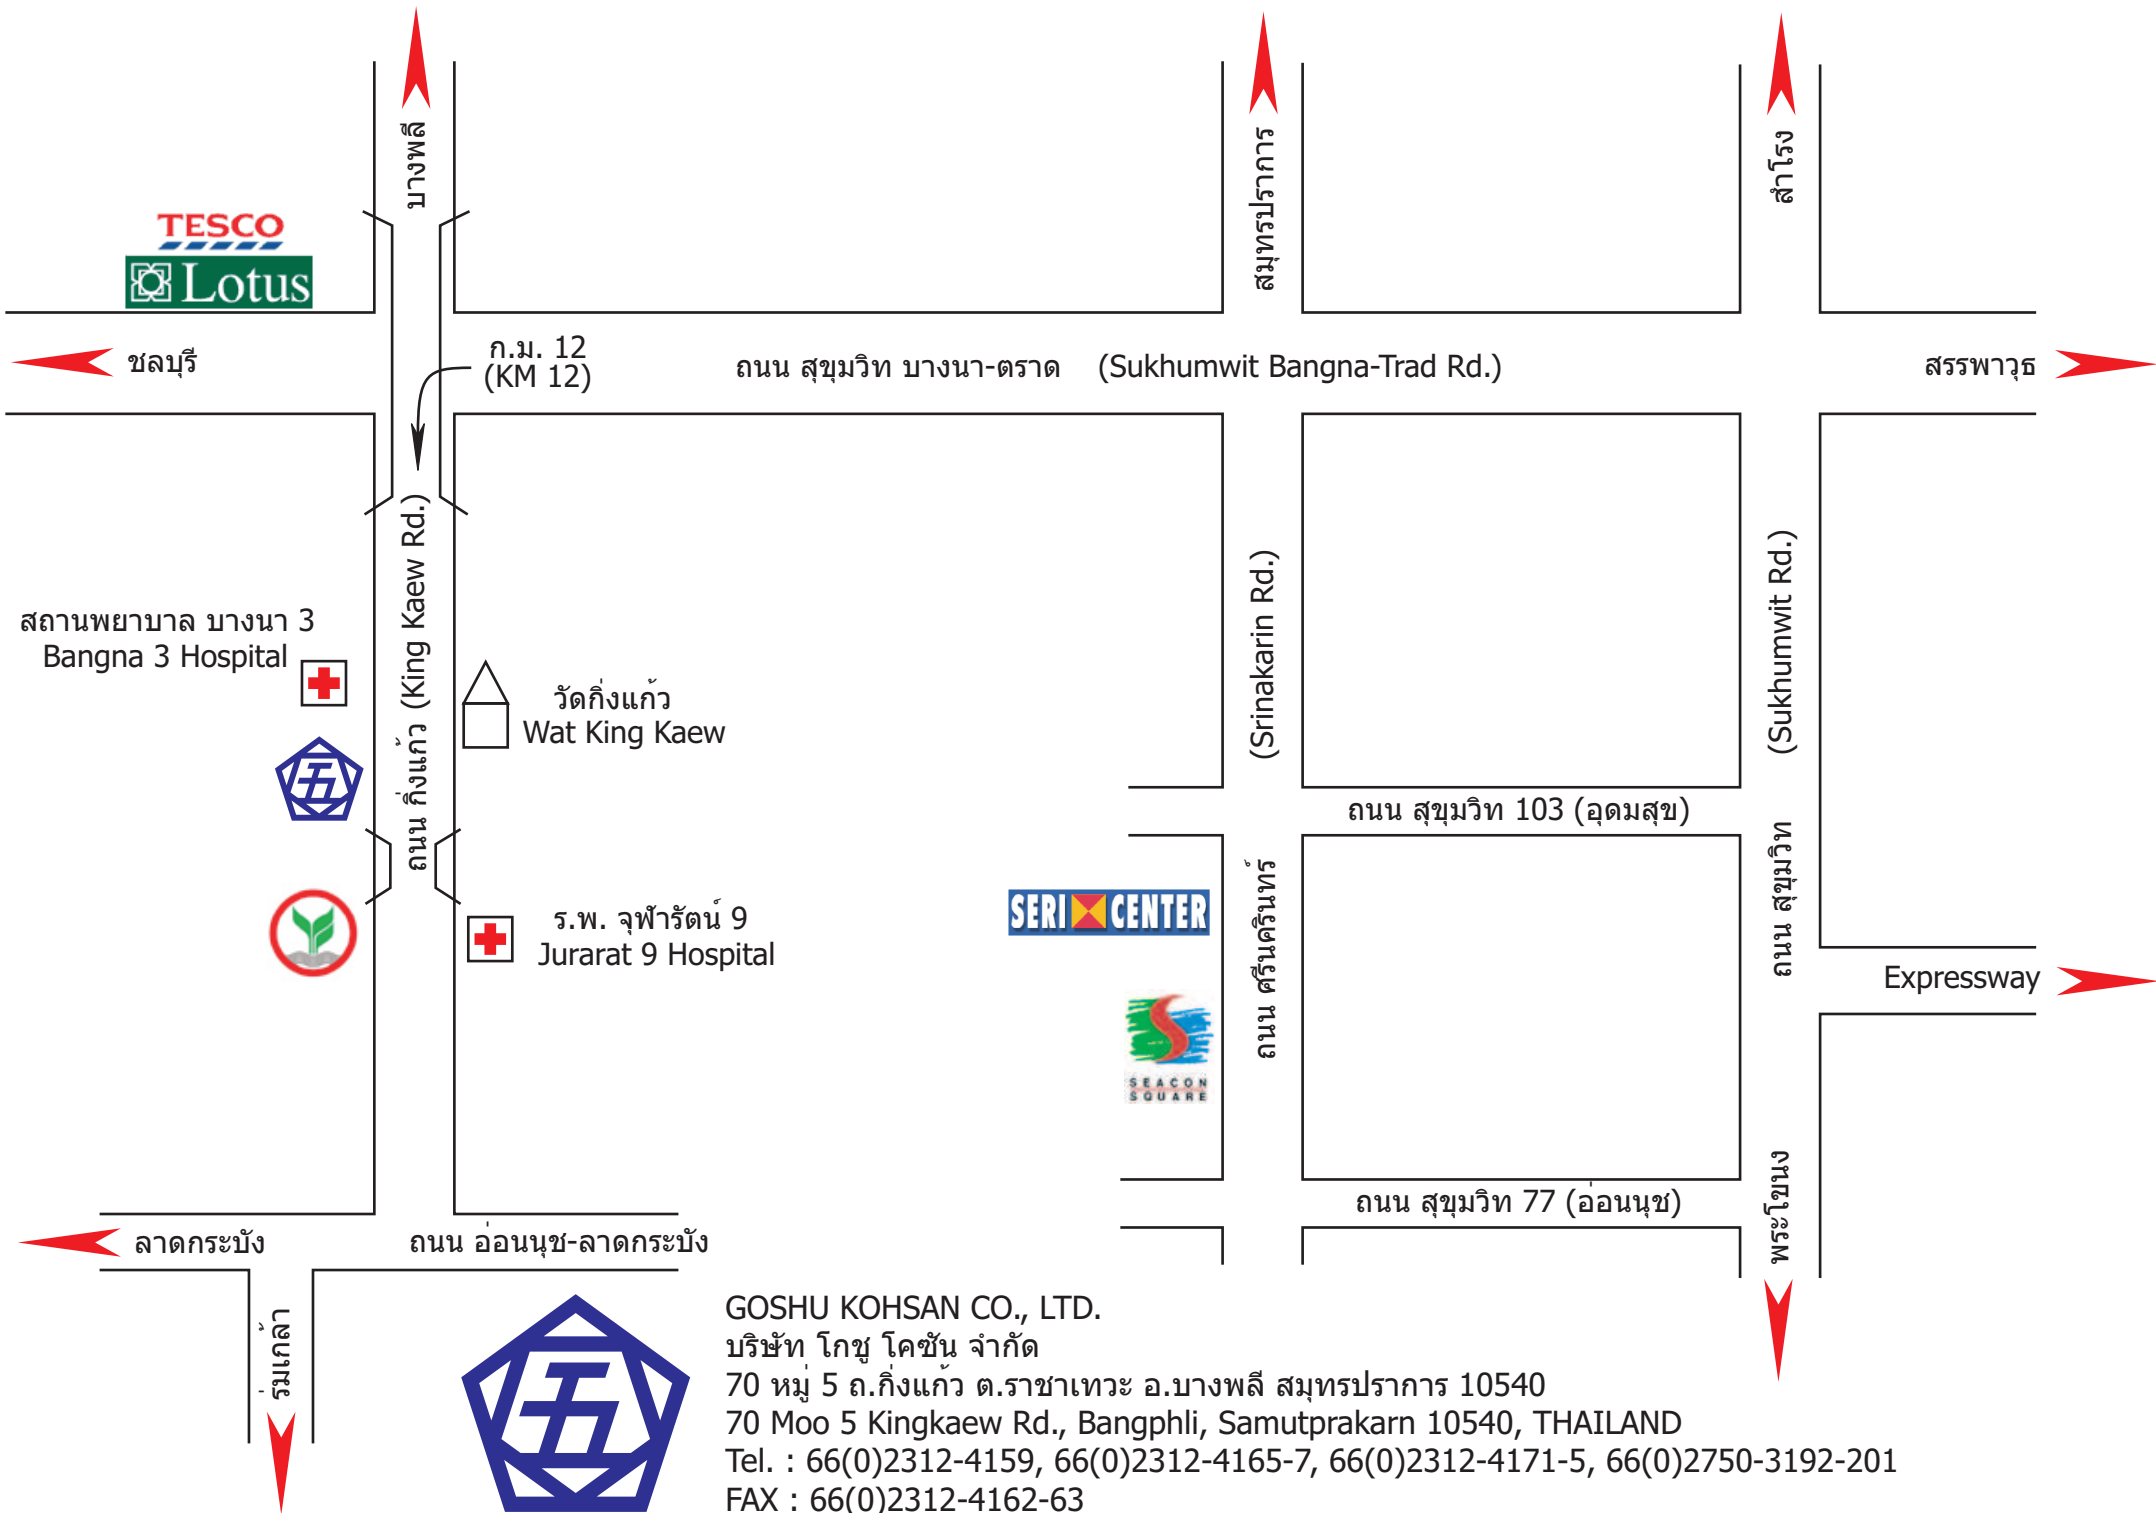 บางพลี
สมุทรปราการ
สำโรง
TESCO
Lotus
ชลบุรี
ก.ม. 12
(KM 12)
ถนน สุขุมวิท บางนา-ตราด (Sukhumwit Bangna-Trad Rd.)
สรรพาวุธ
ถนน กิ่งแก้ว (King Kaew Rd.)
(Srinakarin Rd.)
(Sukhumwit Rd.)
สถานพยาบาล บางนา 3
Bangna 3 Hospital
วัดกิ่งแก้ว
Wat King Kaew
ถนน สุขุมวิท 103 (อุดมสุข)
ถนน ศรีนครินทร์
ถนน สุขุมวิท
SERI CENTER
ร.พ. จุฬารัตน์ 9
Jurarat 9 Hospital
Expressway
SEACON
SQUARE
ถนน สุขุมวิท 77 (อ่อนนุช)
พระโขนง
ลาดกระบัง
ถนน อ่อนนุช-ลาดกระบัง
ร่มเกล้า
GOSHU KOHSAN CO., LTD.
บริษัท โกชู โคซัน จำกัด
70 หมู่ 5 ถ.กิ่งแก้ว ต.ราชาเทวะ อ.บางพลี สมุทรปราการ 10540
70 Moo 5 Kingkaew Rd., Bangphli, Samutprakarn 10540, THAILAND
Tel. : 66(0)2312-4159, 66(0)2312-4165-7, 66(0)2312-4171-5, 66(0)2750-3192-201
FAX : 66(0)2312-4162-63